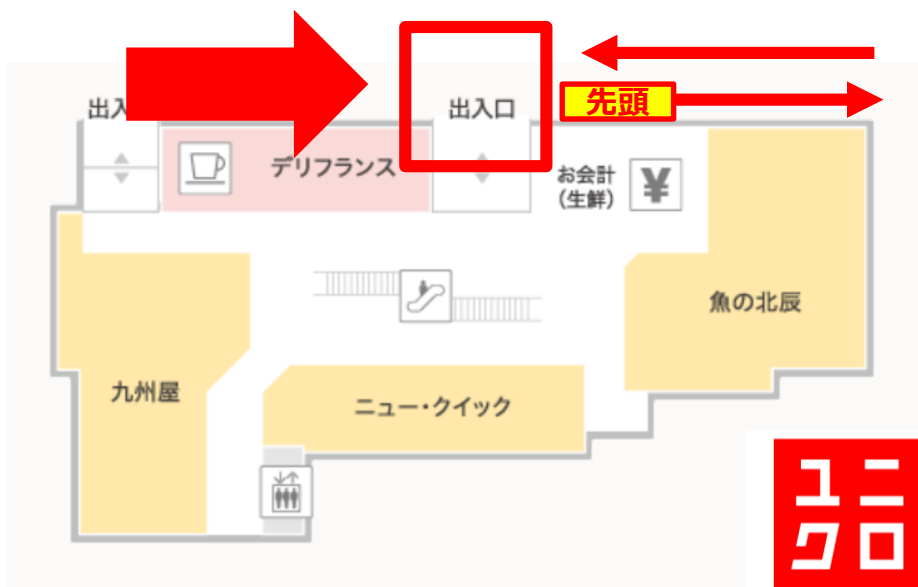 出入
出入口
先頭
デリフランス
お会計
(生鮮)
¥
魚の北辰
九州屋
ニュー・クイック
ユニ
クロ